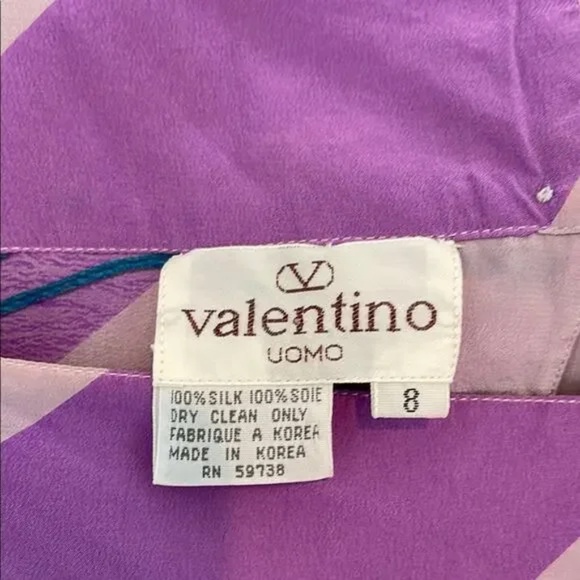 V
valentino
UOMO
8
100% SILK 100% SOIE
DRY CLEAN ONLY
FABRIQUE A KOREA
MADE IN KOREA
RN 59738